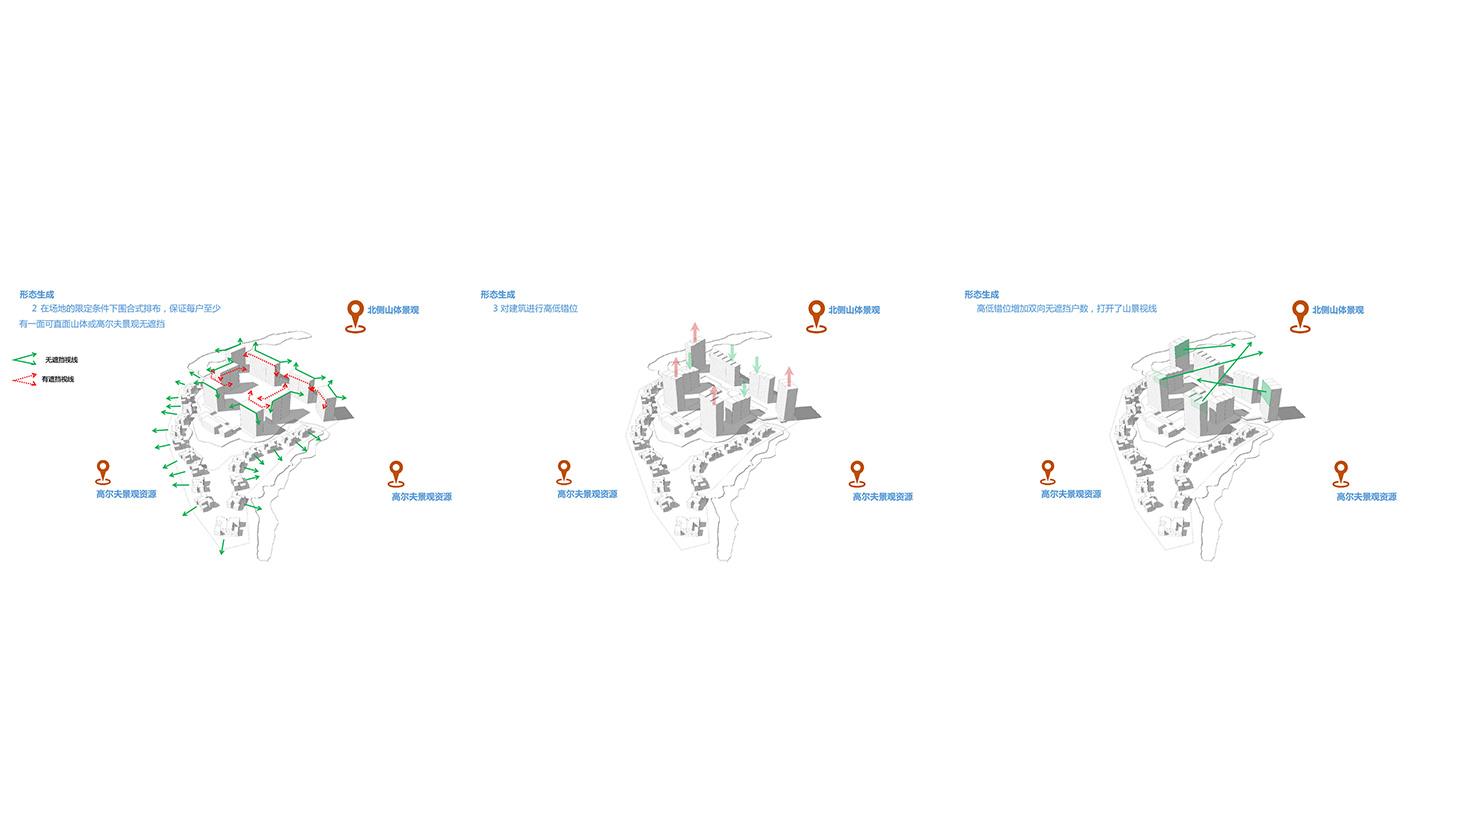 形态生成
2 在场地的限定条件下围合式排布，保证每户至少
有一面可直面山体或高尔夫景观无遮挡
北侧山体景观
无遮挡视线
有遮挡视线
高尔夫景观资源
高尔夫景观资源
形态生成
3 对建筑进行高低错位
北侧山体景观
高尔夫景观资源
高尔夫景观资源
形态生成
高低错位增加双向无遮挡户数，打开了山景视线
北侧山体景观
高尔夫景观资源
高尔夫景观资源